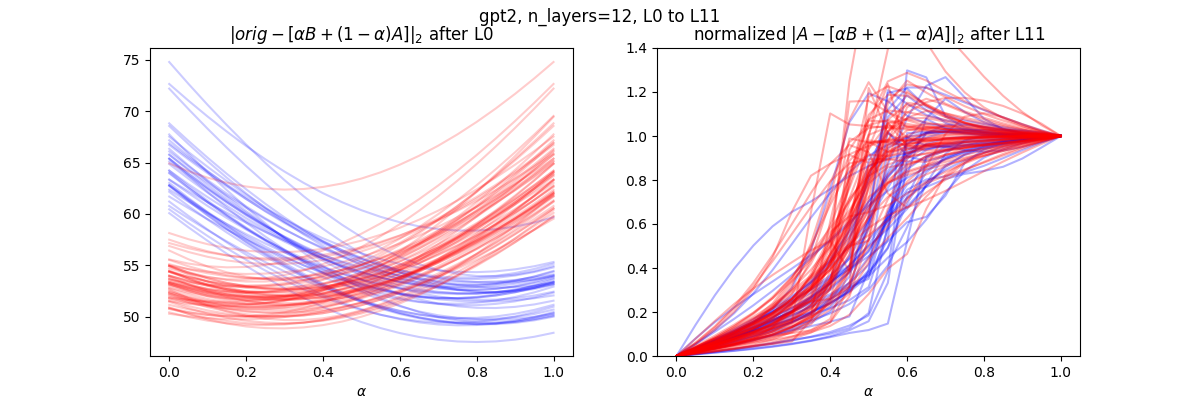 gpt2, n_layers=12, L0 to L11
|orig − [αB + (1 − α)A]|₂ after L0
75
70
65
60
55
50
0.0 0.2 0.4 0.6 0.8 1.0
α
normalized |A − [αB + (1 − α)A]|₂ after L11
1.4
1.2
1.0
0.8
0.6
0.4
0.2
0.0
0.0 0.2 0.4 0.6 0.8 1.0
α